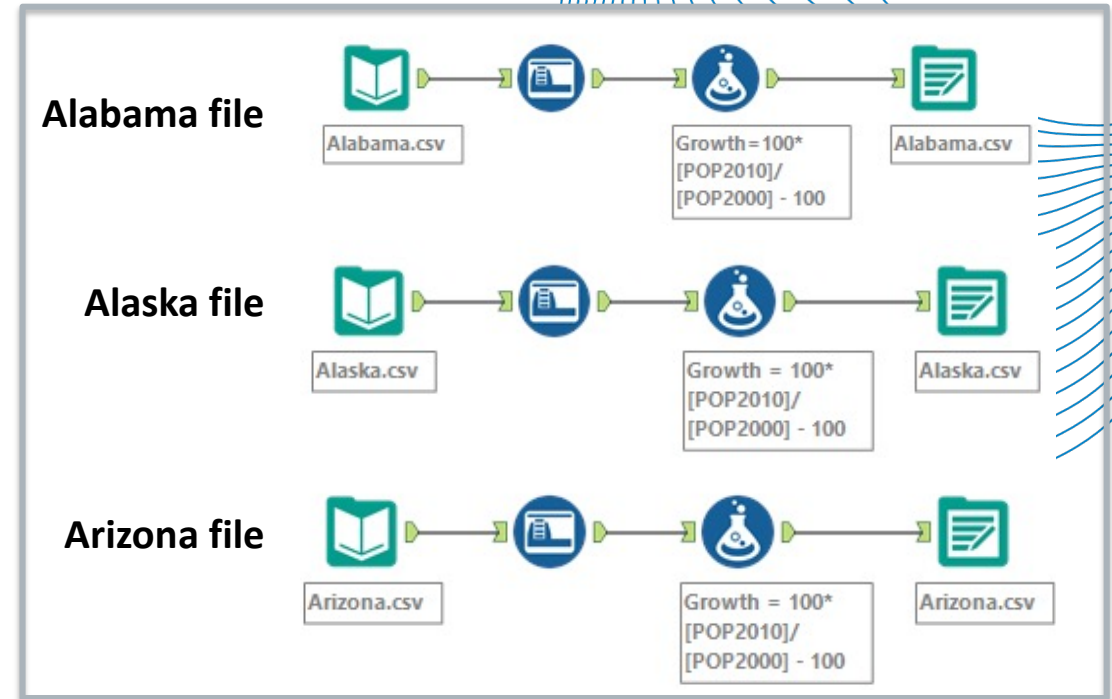 Alabama file
Alabama.csv
Growth=100*
[POP2010]/
[POP2000] - 100
Alabama.csv
Alaska file
Alaska.csv
Growth = 100*
[POP2010]/
[POP2000] - 100
Alaska.csv
Arizona file
Arizona.csv
Growth = 100*
[POP2010]/
[POP2000] - 100
Arizona.csv